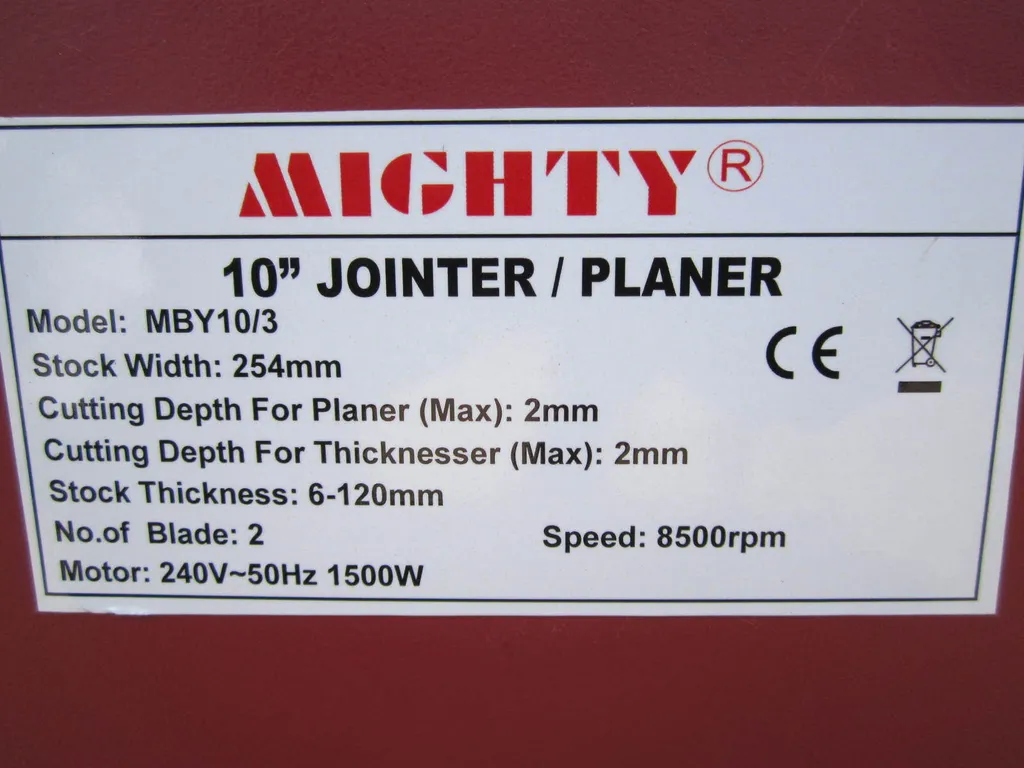 MIGHTY®
10” JOINTER / PLANER
Model: MBY10/3
CE
Stock Width: 254mm
Cutting Depth For Planer (Max): 2mm
Cutting Depth For Thicknesser (Max): 2mm
Stock Thickness: 6-120mm
No.of Blade: 2 Speed: 8500rpm
Motor: 240V~50Hz 1500W